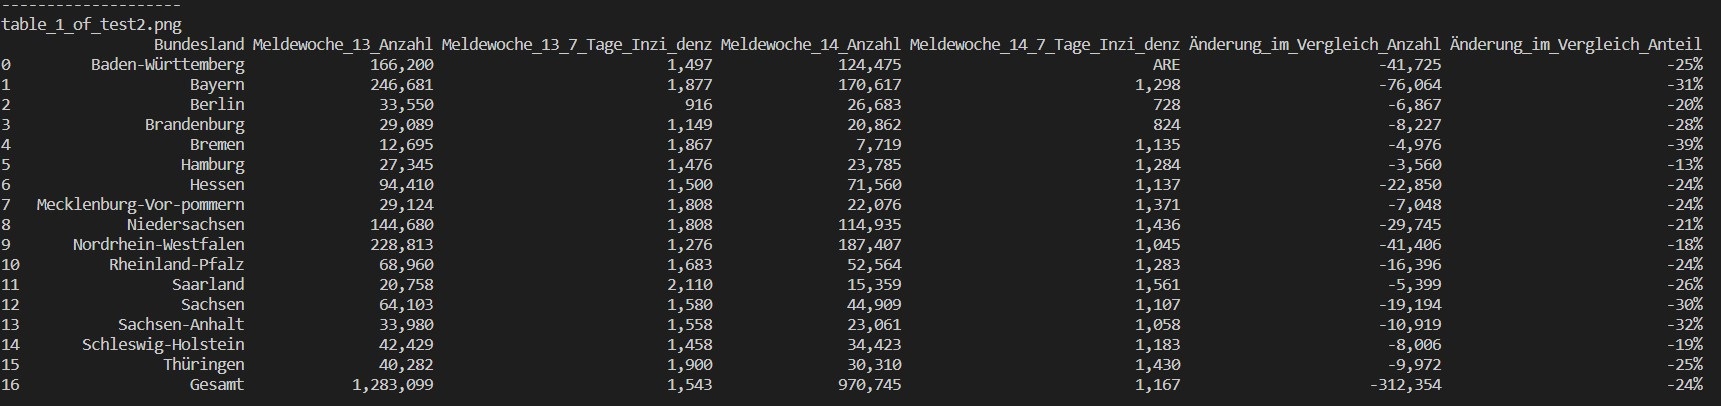 --------------------
table_1_of_test2.png
Bundesland Meldewoche_13_Anzahl Meldewoche_13_7_Tage_Inzi_denz Meldewoche_14_Anzahl Meldewoche_14_7_Tage_Inzi_denz Änderung_im_Vergleich_Anzahl Änderung_im_Vergleich_Anteil
0 Baden-Württemberg 166,200 1,497 124,475 ARE -41,725 -25%
1 Bayern 246,681 1,877 170,617 1,298 -76,064 -31%
2 Berlin 33,550 916 26,683 728 -6,867 -20%
3 Brandenburg 29,089 1,149 20,862 824 -8,227 -28%
4 Bremen 12,695 1,867 7,719 1,135 -4,976 -39%
5 Hamburg 27,345 1,476 23,785 1,284 -3,560 -13%
6 Hessen 94,410 1,500 71,560 1,137 -22,850 -24%
7 Mecklenburg-Vor-pommern 29,124 1,808 22,076 1,371 -7,048 -24%
8 Niedersachsen 144,680 1,808 114,935 1,436 -29,745 -21%
9 Nordrhein-Westfalen 228,813 1,276 187,407 1,045 -41,406 -18%
10 Rheinland-Pfalz 68,960 1,683 52,564 1,283 -16,396 -24%
11 Saarland 20,758 2,110 15,359 1,561 -5,399 -26%
12 Sachsen 64,103 1,580 44,909 1,107 -19,194 -30%
13 Sachsen-Anhalt 33,980 1,558 23,061 1,058 -10,919 -32%
14 Schleswig-Holstein 42,429 1,458 34,423 1,183 -8,006 -19%
15 Thüringen 40,282 1,900 30,310 1,430 -9,972 -25%
16 Gesamt 1,283,099 1,543 970,745 1,167 -312,354 -24%